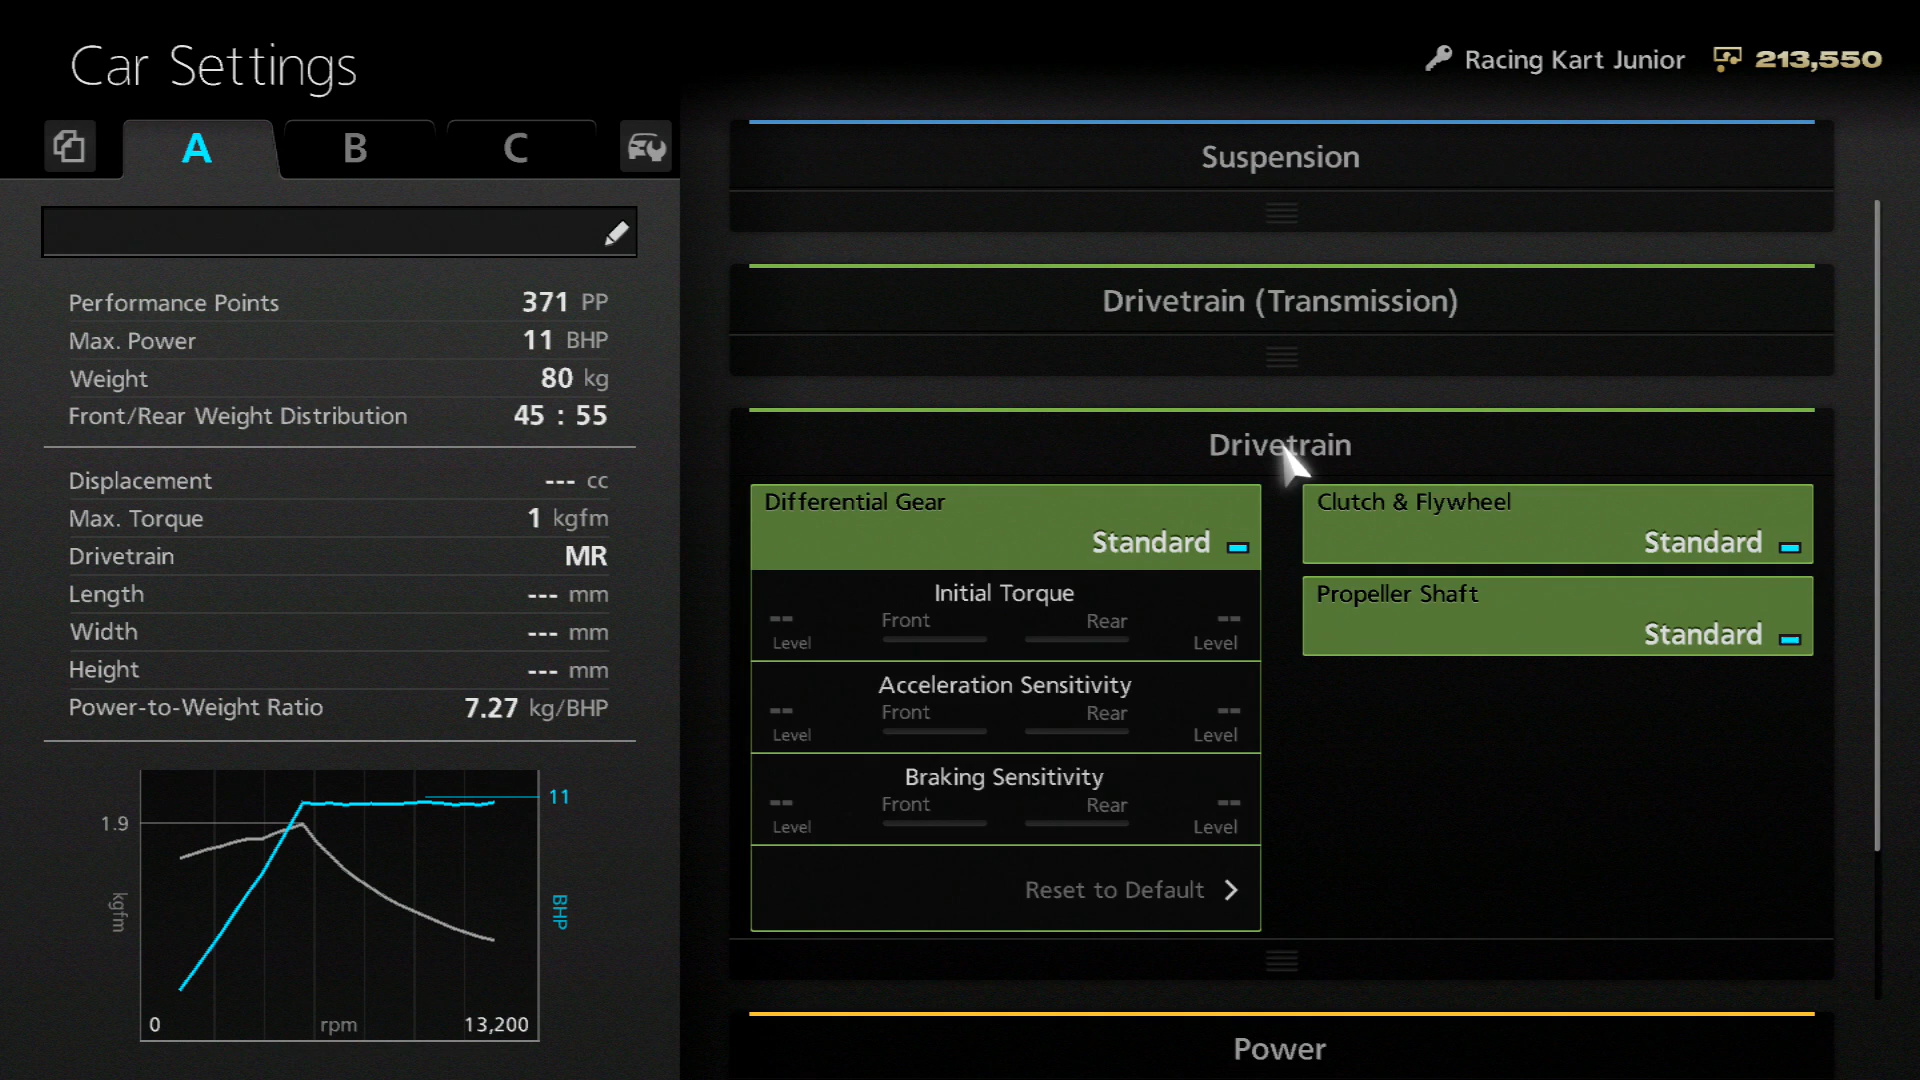 Car Settings
Racing Kart Junior
213,550
A
B
C
Performance Points 371 PP
Max. Power 11 BHP
Weight 80 kg
Front/Rear Weight Distribution 45 : 55
Displacement --- cc
Max. Torque 1 kgfm
Drivetrain MR
Length --- mm
Width --- mm
Height --- mm
Power-to-Weight Ratio 7.27 kg/BHP
11
1.9
kgfm
BHP
0 rpm 13,200
Suspension
Drivetrain (Transmission)
Drivetrain
Differential Gear
Standard
Initial Torque
-- Front Rear --
Level Level
Acceleration Sensitivity
-- Front Rear --
Level Level
Braking Sensitivity
-- Front Rear --
Level Level
Reset to Default
Clutch & Flywheel
Standard
Propeller Shaft
Standard
Power